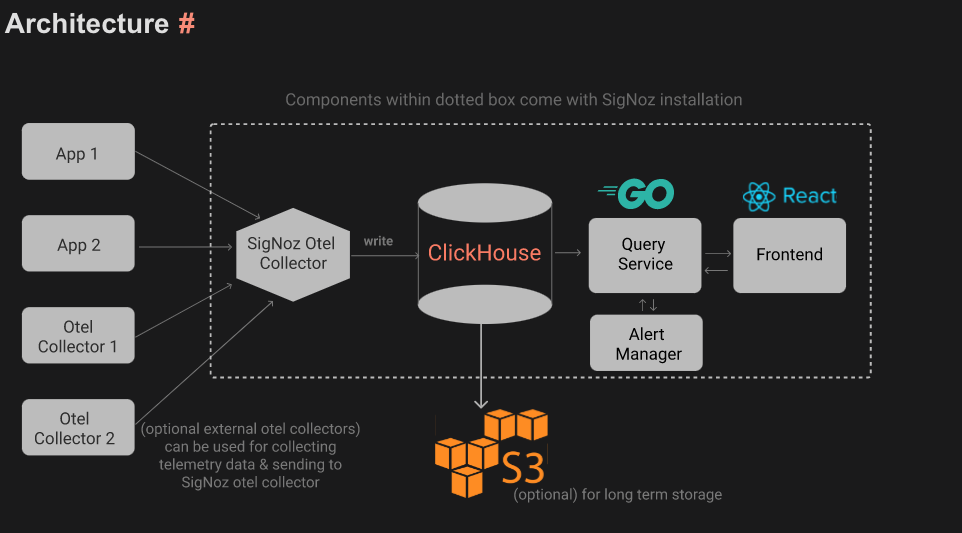 Architecture #
Components within dotted box come with SigNoz installation
App 1
App 2
Otel
Collector 1
Otel
Collector 2
SigNoz Otel
Collector
write
ClickHouse
GO
Query
Service
React
Frontend
Alert
Manager
(optional external otel collectors)
can be used for collecting
telemetry data & sending to
SigNoz otel collector
S3
(optional) for long term storage